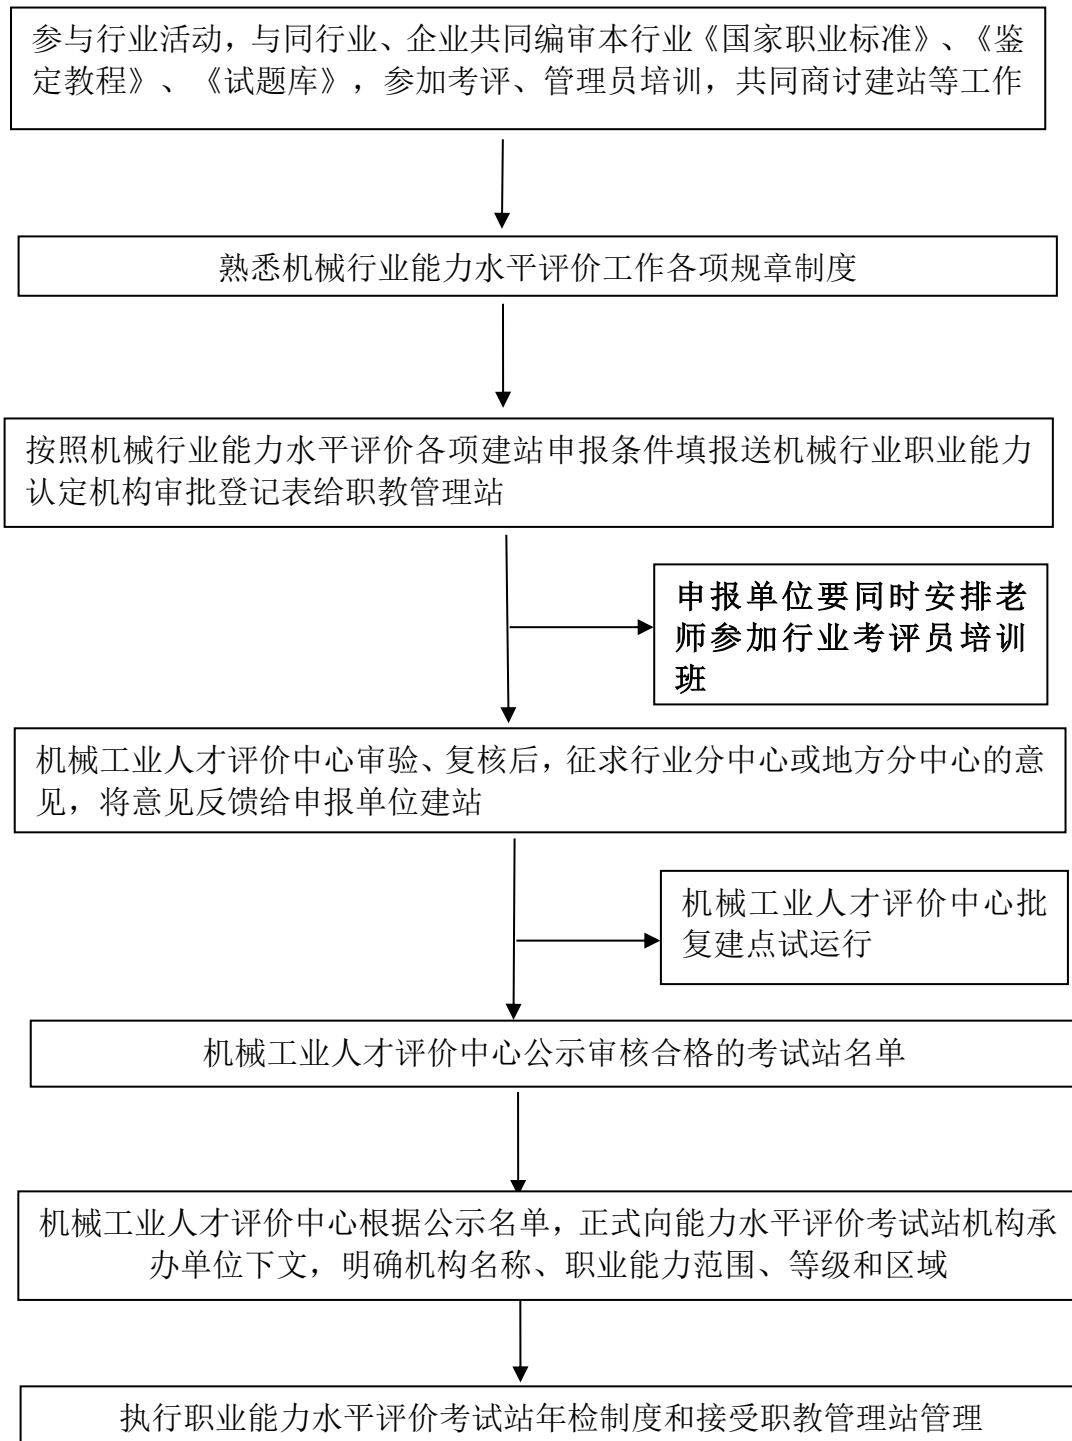 参与行业活动，与同行业、企业共同编审本行业《国家职业标准》、《鉴
定教程》、《试题库》，参加考评、管理员培训，共同商讨建站等工作
熟悉机械行业能力水平评价工作各项规章制度
按照机械行业能力水平评价各项建站申报条件填报送机械行业职业能力
认定机构审批登记表给职教管理站
申报单位要同时安排老
师参加行业考评员培训
班
机械工业人才评价中心审验、复核后，征求行业分中心或地方分中心的意
见，将意见反馈给申报单位建站
机械工业人才评价中心批
复建点试运行
机械工业人才评价中心公示审核合格的考试站名单
机械工业人才评价中心根据公示名单，正式向能力水平评价考试站机构承
办单位下文，明确机构名称、职业能力范围、等级和区域
执行职业能力水平评价考试站年检制度和接受职教管理站管理